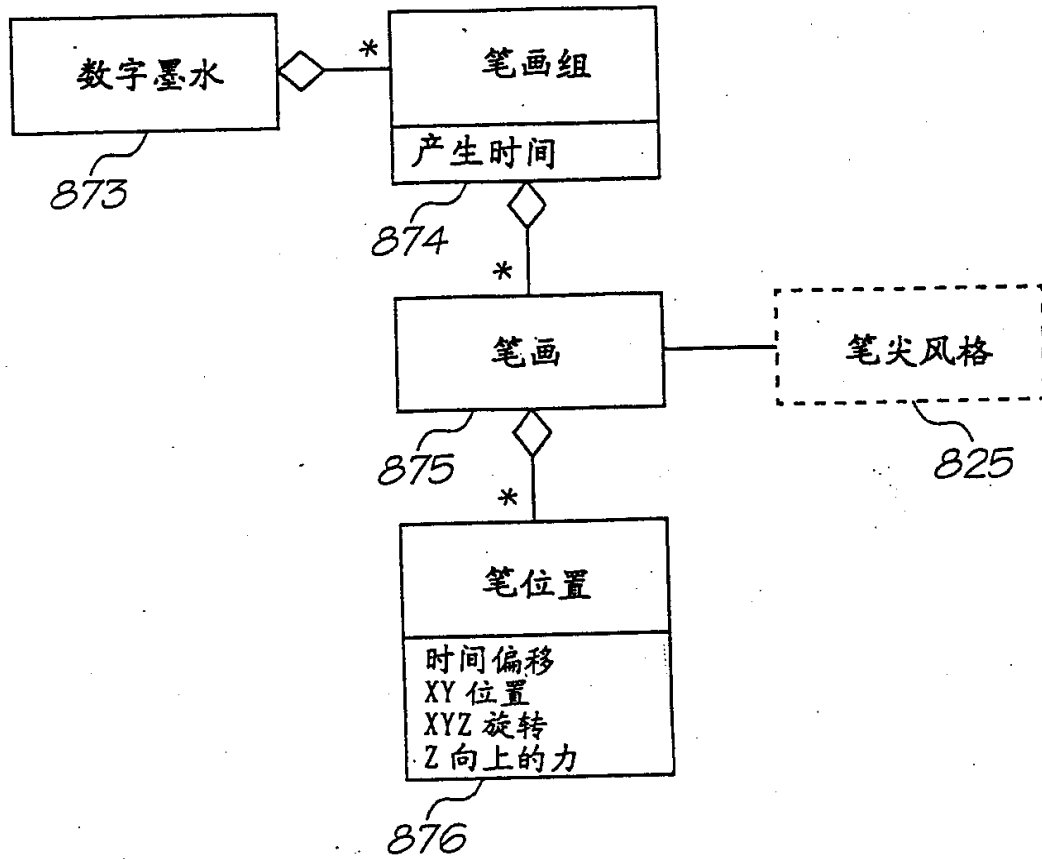 数字墨水
*
笔画组
产生时间
873
874
*
笔画
笔尖风格
875
825
*
笔位置
时间偏移
XY 位置
XYZ 旋转
Z 向上的力
876